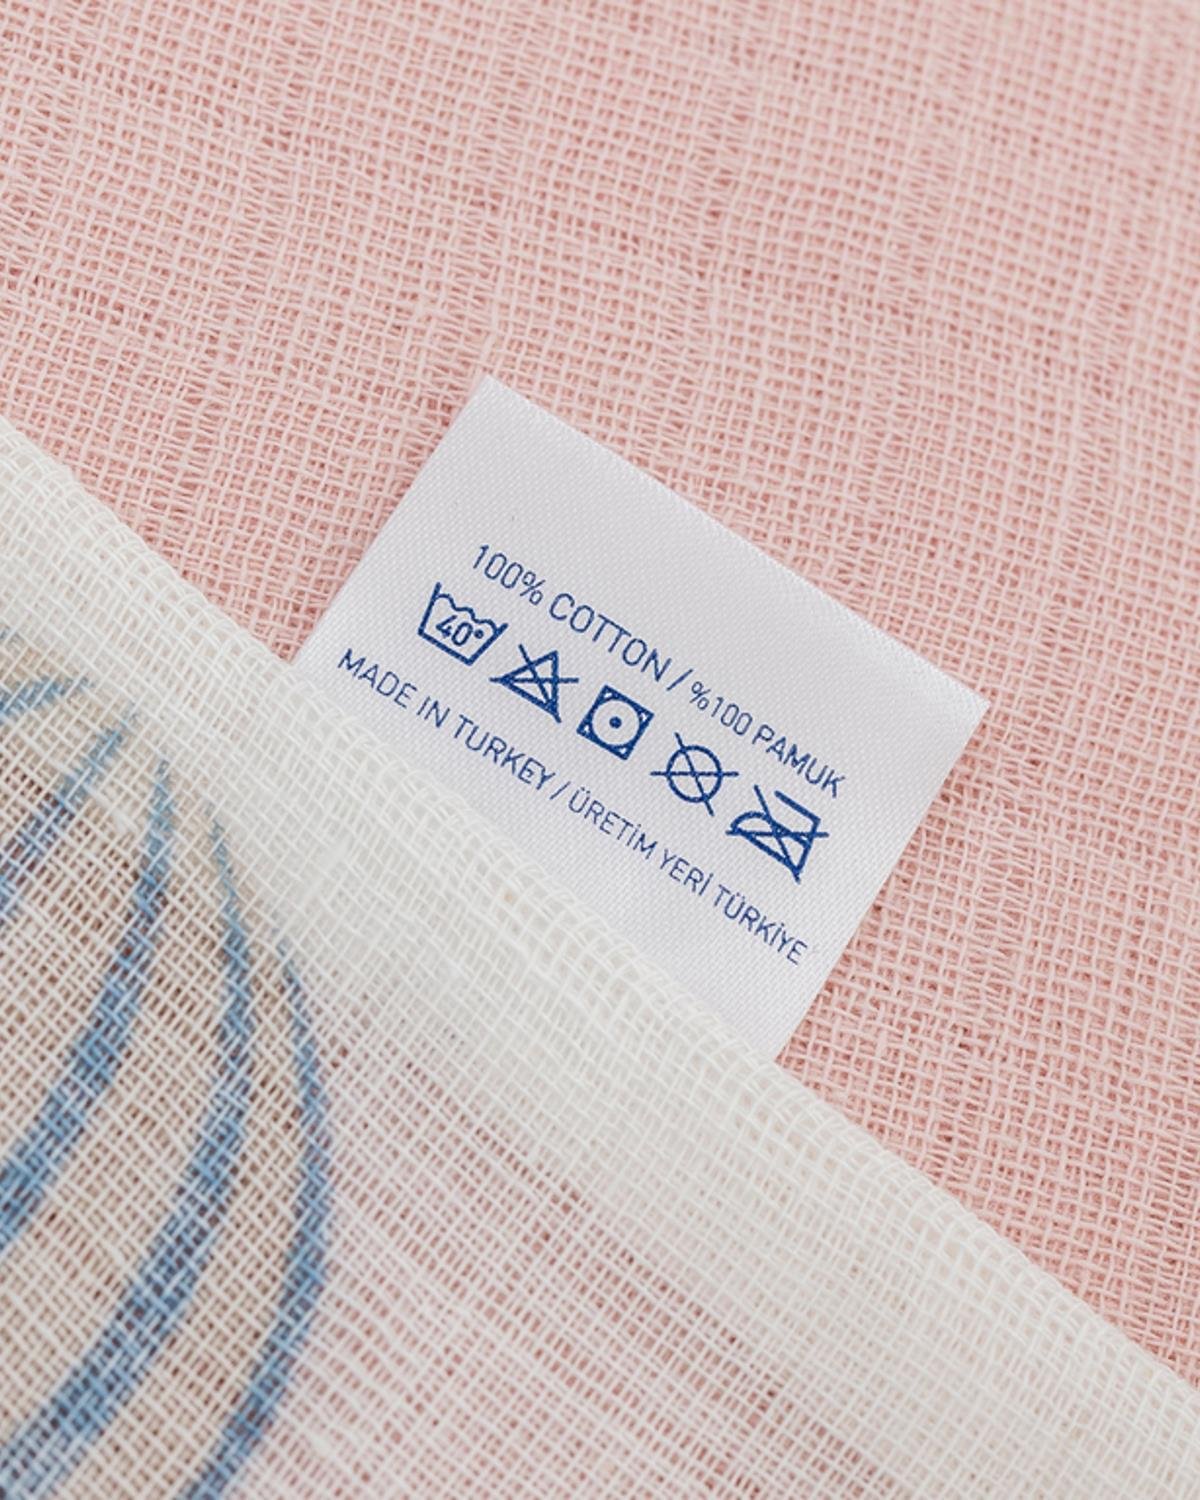 100% COTTON / %100 PAMUK
40°
MADE IN TURKEY / ÜRETİM YERİ TÜRKİYE